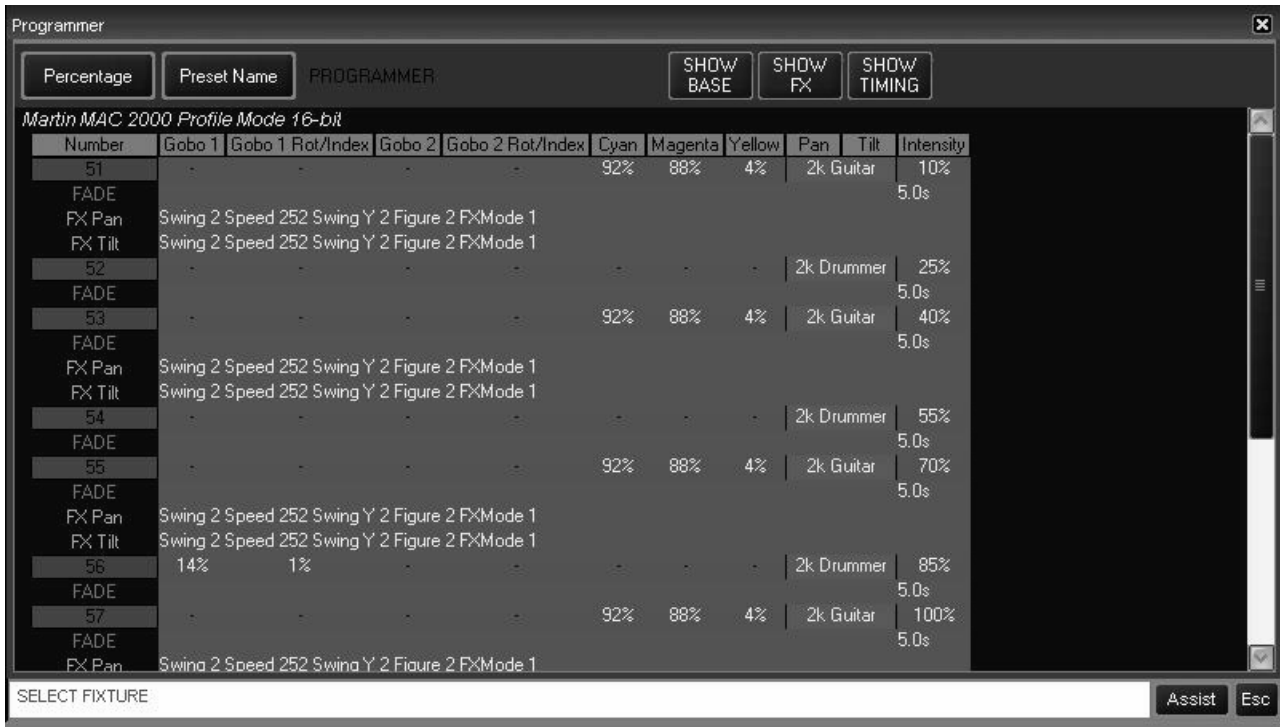 Programmer
Percentage Preset Name PROGRAMMER SHOW BASE SHOW FX SHOW TIMING
Martin MAC 2000 Profile Mode 16-bit
Number Gobo 1 Gobo 1 Rot/Index Gobo 2 Gobo 2 Rot/Index Cyan Magenta Yellow Pan Tilt Intensity
51 - - - - 92% 88% 4% 2k Guitar 10%
FADE 5.0s
FX Pan Swing 2 Speed 252 Swing Y 2 Figure 2 FXMode 1
FX Tilt Swing 2 Speed 252 Swing Y 2 Figure 2 FXMode 1
52 - - - - - - - 2k Drummer 25%
FADE 5.0s
53 - - - - 92% 88% 4% 2k Guitar 40%
FADE 5.0s
FX Pan Swing 2 Speed 252 Swing Y 2 Figure 2 FXMode 1
FX Tilt Swing 2 Speed 252 Swing Y 2 Figure 2 FXMode 1
54 - - - - - - - 2k Drummer 55%
FADE 5.0s
55 - - - - 92% 88% 4% 2k Guitar 70%
FADE 5.0s
FX Pan Swing 2 Speed 252 Swing Y 2 Figure 2 FXMode 1
FX Tilt Swing 2 Speed 252 Swing Y 2 Figure 2 FXMode 1
56 14% 1% - - - - - 2k Drummer 85%
FADE 5.0s
57 - - - - 92% 88% 4% 2k Guitar 100%
FADE 5.0s
FX Pan Swing 2 Speed 252 Swing Y 2 Figure 2 FXMode 1
SELECT FIXTURE Assist Esc